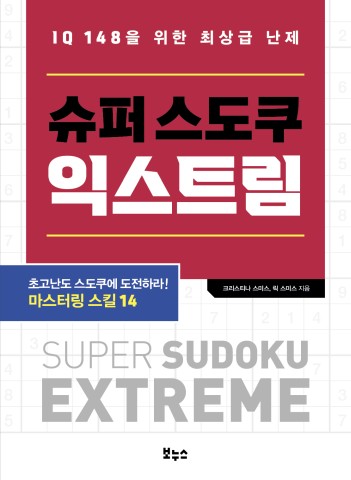 IQ 148을 위한 최상급 난제
슈퍼 스도쿠
익스트림
초고난도 스도쿠에 도전하라!
마스터링 스킬 14
크리스티나 스미스, 릭 스미스 지음
SUPER SUDOKU
EXTREME
보누스